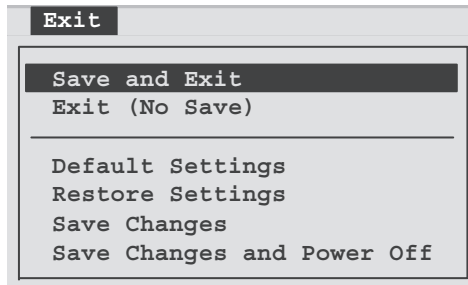 Exit
Save and Exit
Exit (No Save)
Default Settings
Restore Settings
Save Changes
Save Changes and Power Off